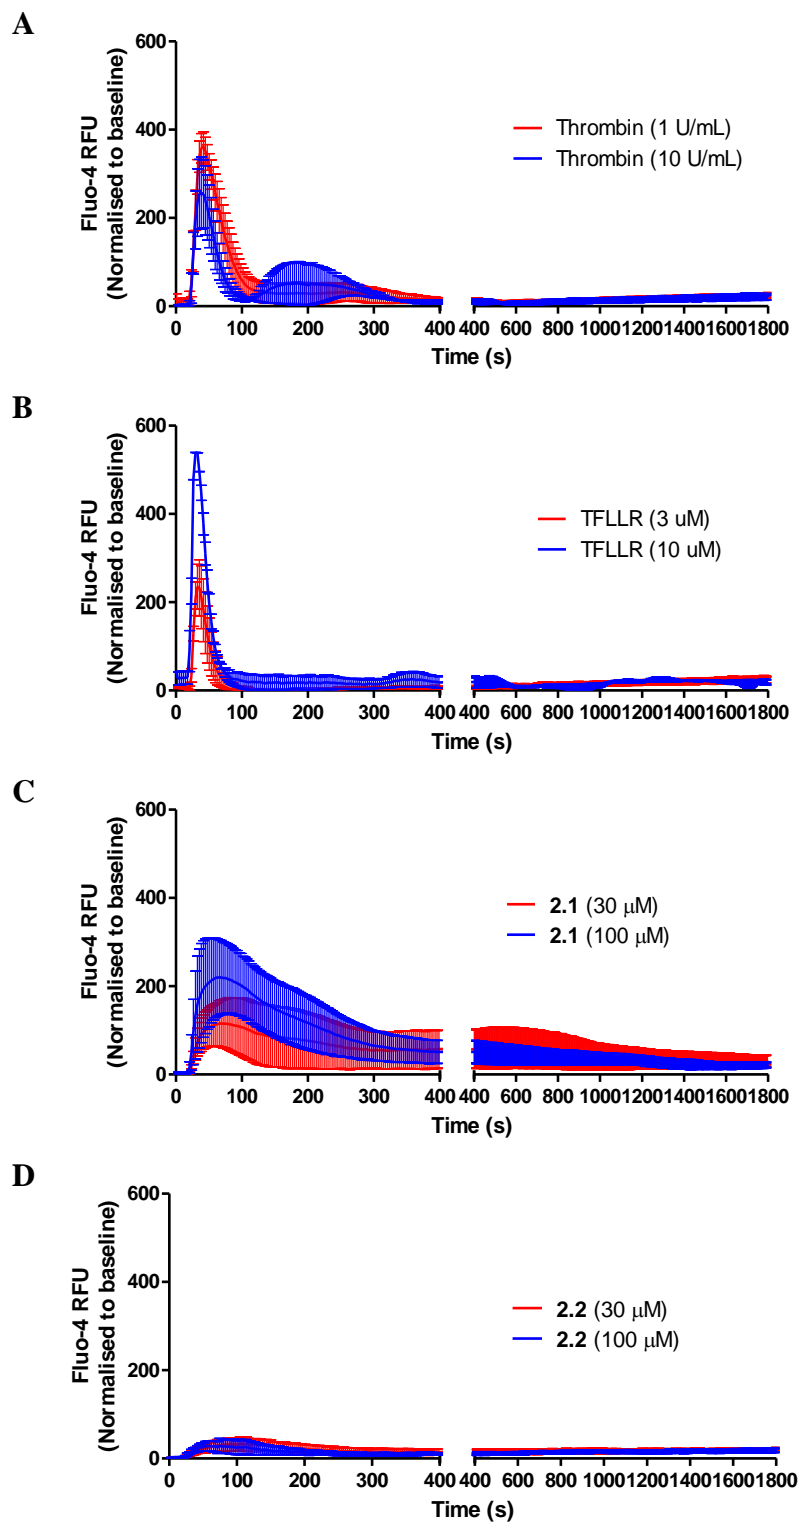 A
Fluo-4 RFU
(Normalised to baseline)
600
400
200
0
Thrombin (1 U/mL)
Thrombin (10 U/mL)
0 100 200 300 400 400 600 800 1000 1200 1400 1600 1800
Time (s)
B
Fluo-4 RFU
(Normalised to baseline)
600
400
200
0
TFLLR (3 uM)
TFLLR (10 uM)
0 100 200 300 400 400 600 800 1000 1200 1400 1600 1800
Time (s)
C
Fluo-4 RFU
(Normalised to baseline)
600
400
200
0
2.1 (30 µM)
2.1 (100 µM)
0 100 200 300 400 400 600 800 1000 1200 1400 1600 1800
Time (s)
D
Fluo-4 RFU
(Normalised to baseline)
600
400
200
0
2.2 (30 µM)
2.2 (100 µM)
0 100 200 300 400 400 600 800 1000 1200 1400 1600 1800
Time (s)